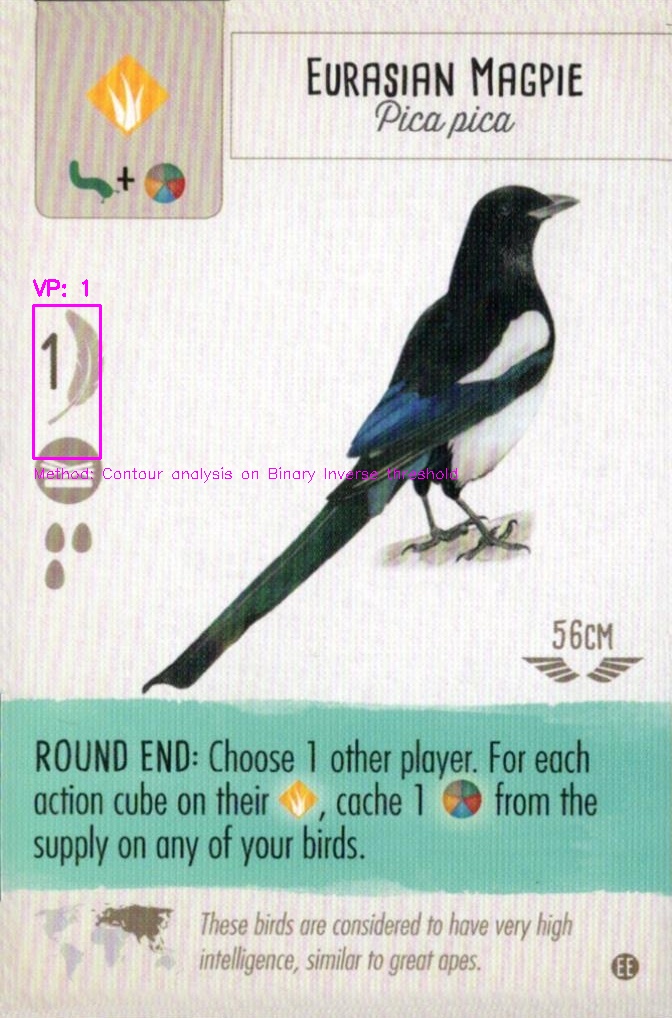 EURASIAN MAGPIE
Pica pica
+
VP: 1
1
Method: Contour analysis on Binary Inverse threshold
56CM
ROUND END: Choose 1 other player. For each
action cube on their , cache 1 from the
supply on any of your birds.
These birds are considered to have very high
intelligence, similar to great apes.
EE